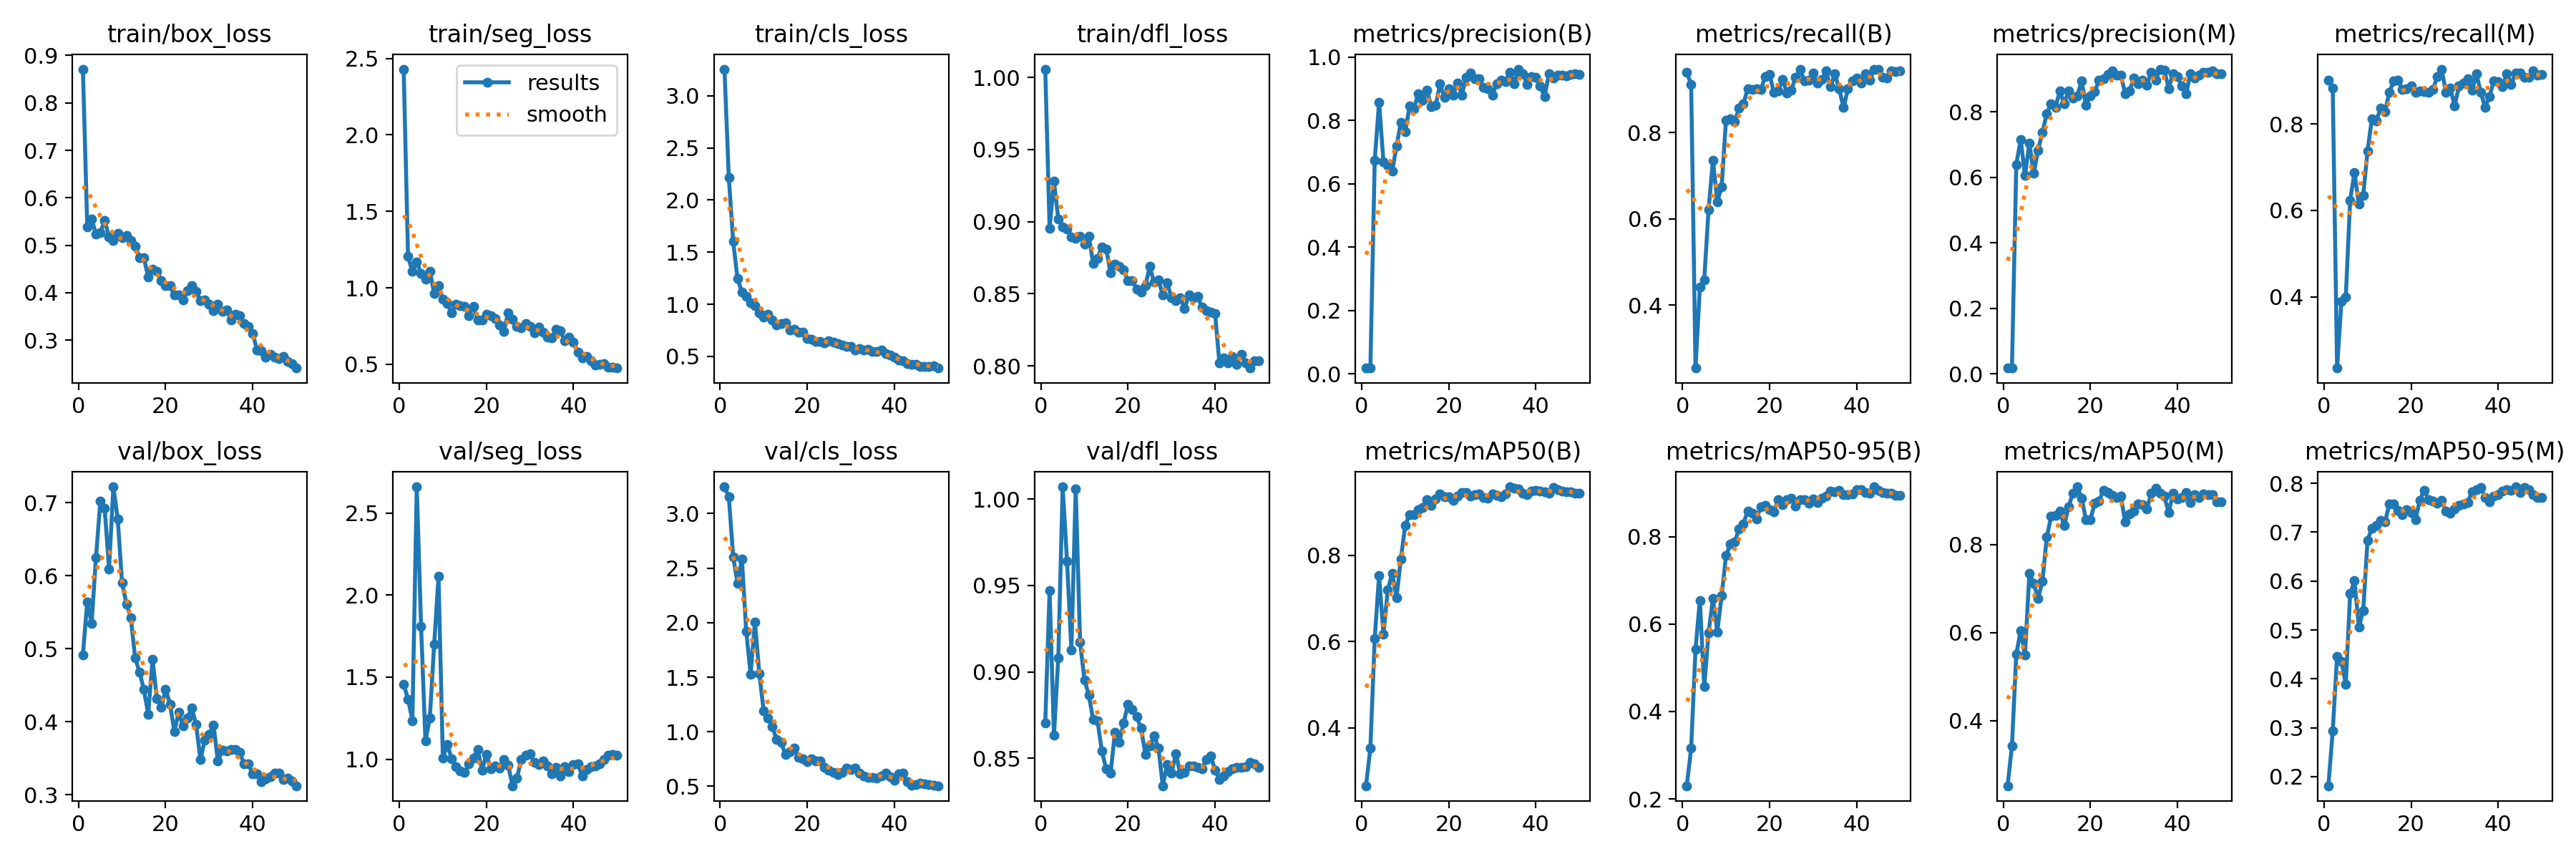 train/box_loss
train/seg_loss
train/cls_loss
train/dfl_loss
metrics/precision(B)
metrics/recall(B)
metrics/precision(M)
metrics/recall(M)
results
smooth
0.9
0.8
0.7
0.6
0.5
0.4
0.3
0 20 40
2.5
2.0
1.5
1.0
0.5
0 20 40
3.0
2.5
2.0
1.5
1.0
0.5
0 20 40
1.00
0.95
0.90
0.85
0.80
0 20 40
1.0
0.8
0.6
0.4
0.2
0.0
0 20 40
0.8
0.6
0.4
0 20 40
0.8
0.6
0.4
0.2
0.0
0 20 40
0.8
0.6
0.4
0 20 40
val/box_loss
val/seg_loss
val/cls_loss
val/dfl_loss
metrics/mAP50(B)
metrics/mAP50-95(B)
metrics/mAP50(M)
metrics/mAP50-95(M)
0.7
0.6
0.5
0.4
0.3
0 20 40
2.5
2.0
1.5
1.0
0 20 40
3.0
2.5
2.0
1.5
1.0
0.5
0 20 40
1.00
0.95
0.90
0.85
0 20 40
0.8
0.6
0.4
0 20 40
0.8
0.6
0.4
0.2
0 20 40
0.8
0.6
0.4
0 20 40
0.8
0.7
0.6
0.5
0.4
0.3
0.2
0 20 40